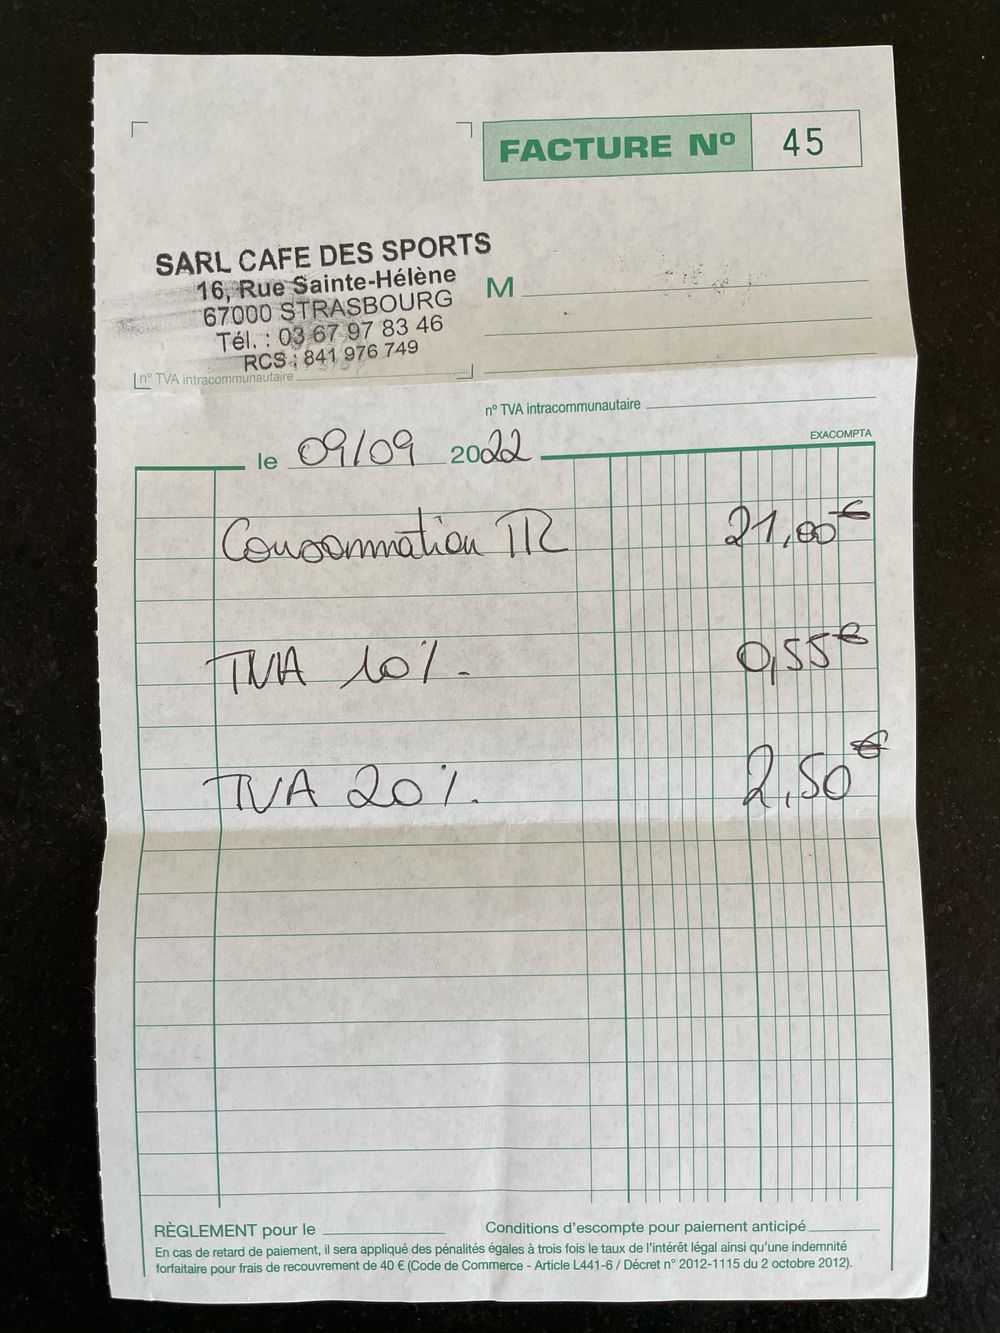 FACTURE Nº 45
SARL CAFE DES SPORTS
16, Rue Sainte-Hélène
67000 STRASBOURG
Tél. : 03 67 97 83 46
RCS : 841 976 749
nº TVA intracommunautaire
M
nº TVA intracommunautaire
EXACOMPTA
le 09/09 2022
Consommation 21,00€
TVA 10%. 0,55€
TVA 20%. 2,50€
RÈGLEMENT pour le
Conditions d'escompte pour paiement anticipé
En cas de retard de paiement, il sera appliqué des pénalités égales à trois fois le taux de l'intérêt légal ainsi qu'une indemnité
forfaitaire pour frais de recouvrement de 40 € (Code de Commerce - Article L441-6 / Décret n° 2012-1115 du 2 octobre 2012).